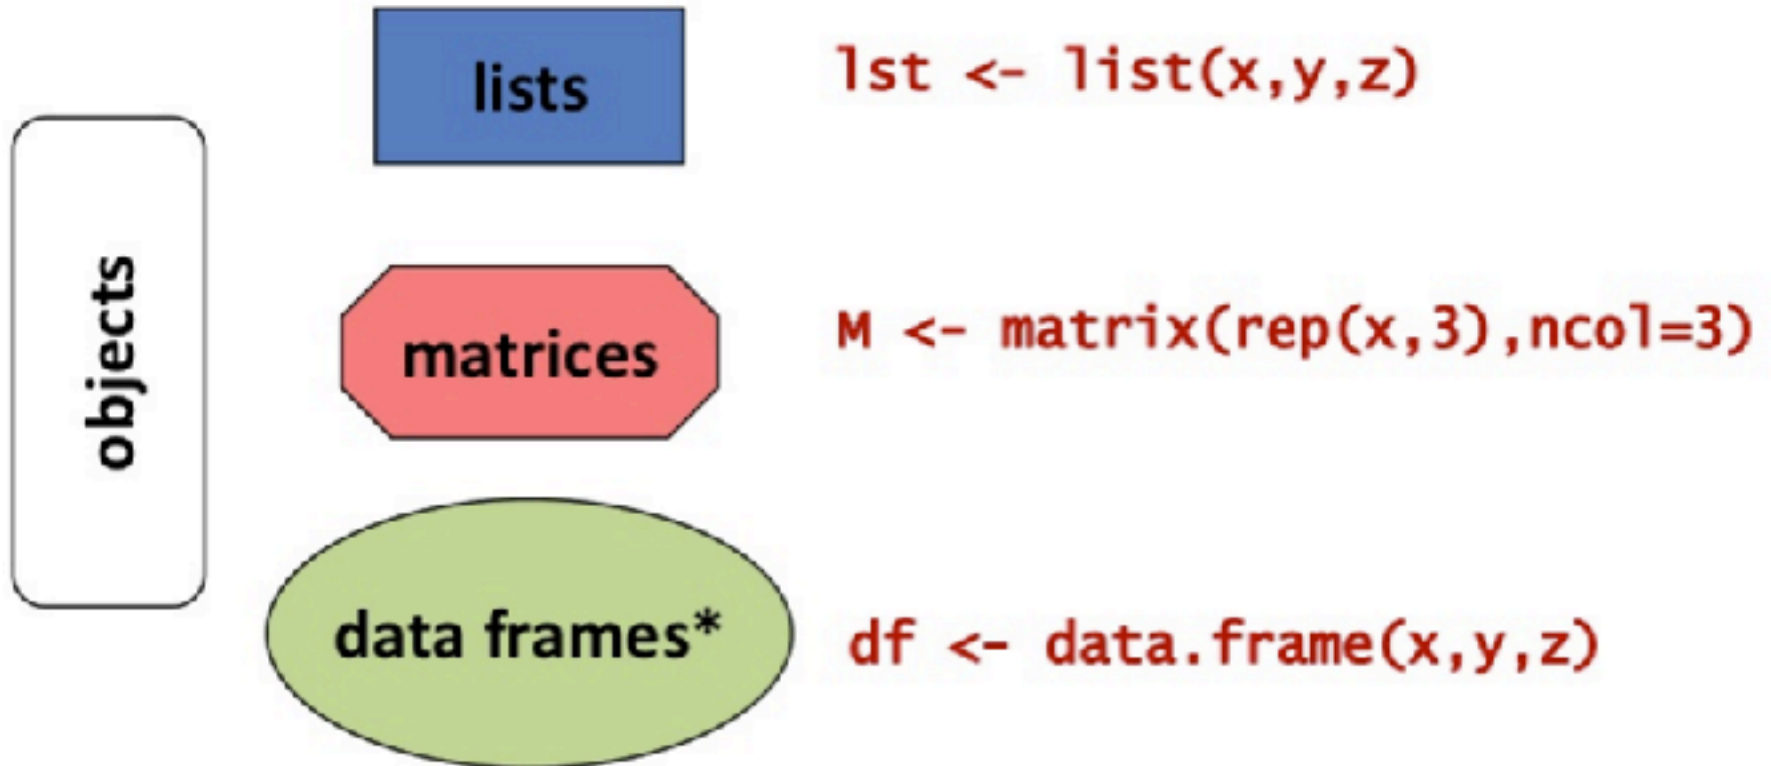 objects
lists
lst <- list(x,y,z)
matrices
M <- matrix(rep(x,3),ncol=3)
data frames*
df <- data.frame(x,y,z)